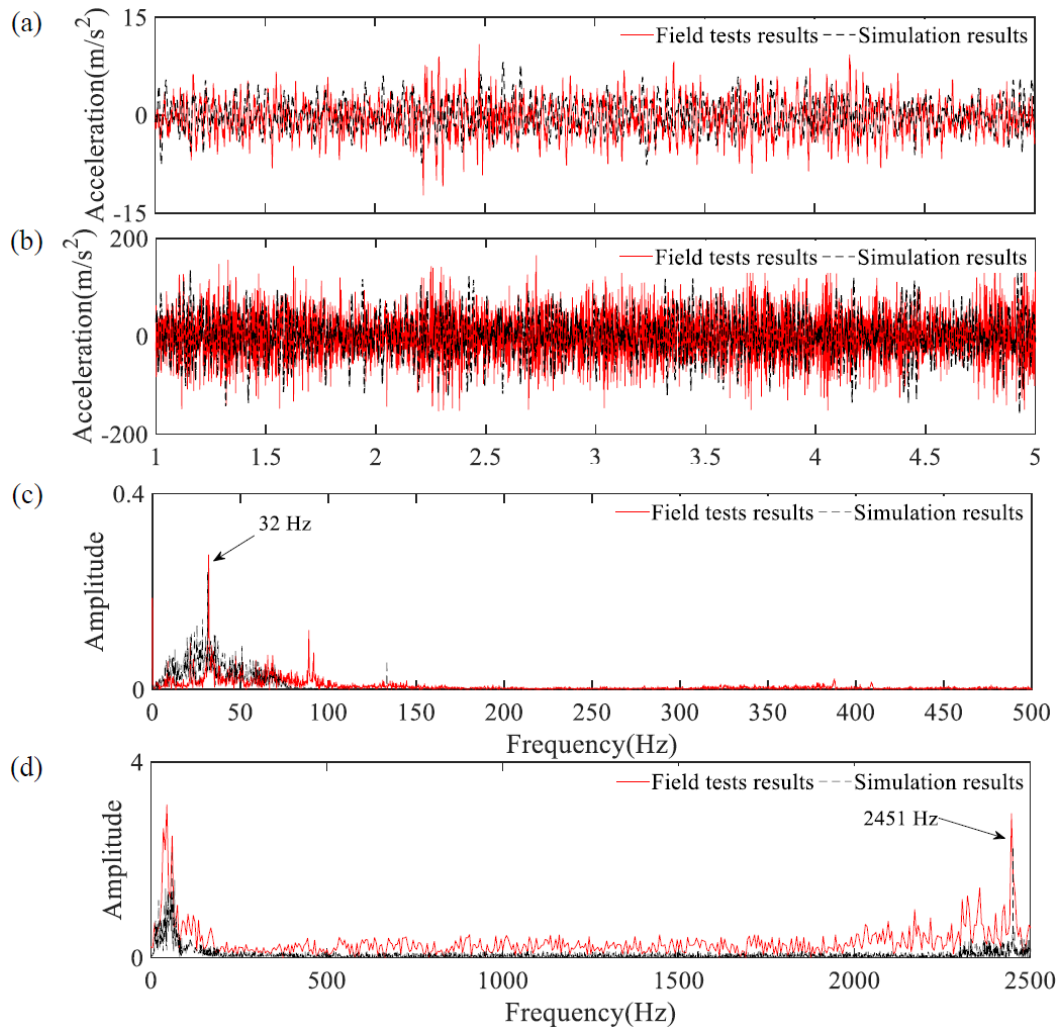 (a)
15
0
-15
Acceleration(m/s²)
Field tests results
Simulation results
(b)
200
0
-200
Acceleration(m/s²)
Field tests results
Simulation results
1 1.5 2 2.5 3 3.5 4 4.5 5
(c)
0.4
0
Amplitude
32 Hz
Field tests results
Simulation results
0 50 100 150 200 250 300 350 400 450 500
Frequency(Hz)
(d)
4
0
Amplitude
Field tests results
Simulation results
2451 Hz
0 500 1000 1500 2000 2500
Frequency(Hz)